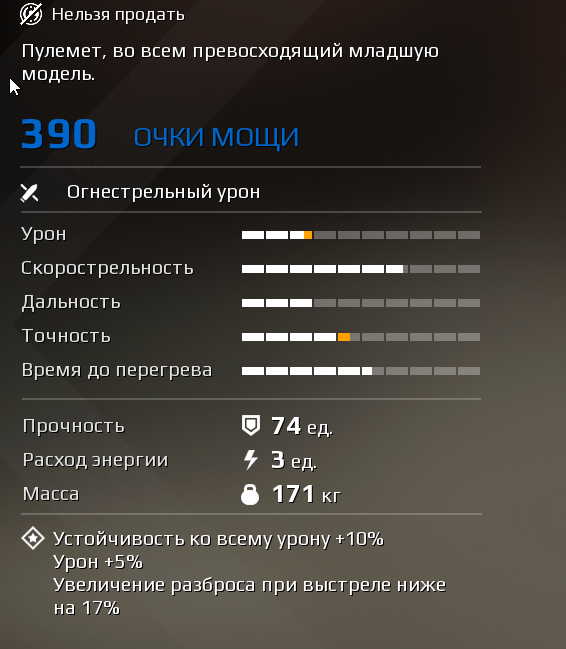 Нельзя продать
Пулемет, во всем превосходящий младшую
модель.
390 ОЧКИ МОЩИ
Огнестрельный урон
Урон
Скорострельность
Дальность
Точность
Время до перегрева
Прочность 74 ед.
Расход энергии 3 ед.
Масса 171 кг
Устойчивость ко всему урону +10%
Урон +5%
Увеличение разброса при выстреле ниже
на 17%